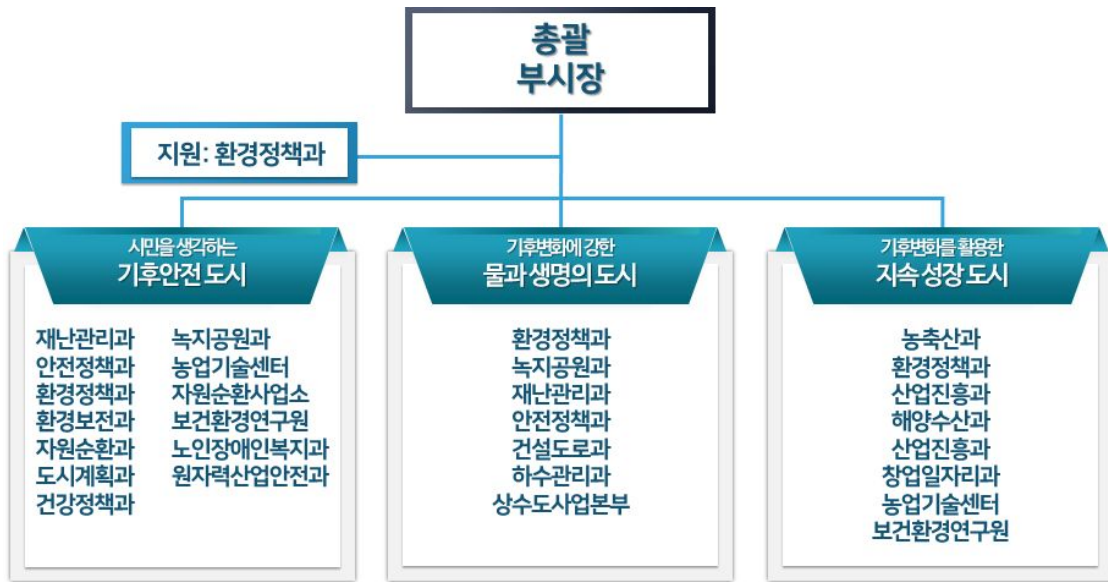 총괄
부시장
지원: 환경정책과
시민을 생각하는
기후안전 도시
재난관리과
안전정책과
환경정책과
환경보전과
자원순환과
도시계획과
건강정책과
녹지공원과
농업기술센터
자원순환사업소
보건환경연구원
노인장애인복지과
원자력산업안전과
기후변화에 강한
물과 생명의 도시
환경정책과
녹지공원과
재난관리과
안전정책과
건설도로과
하수관리과
상수도사업본부
기후변화를 활용한
지속 성장 도시
농축산과
환경정책과
산업진흥과
해양수산과
산업진흥과
창업일자리과
농업기술센터
보건환경연구원